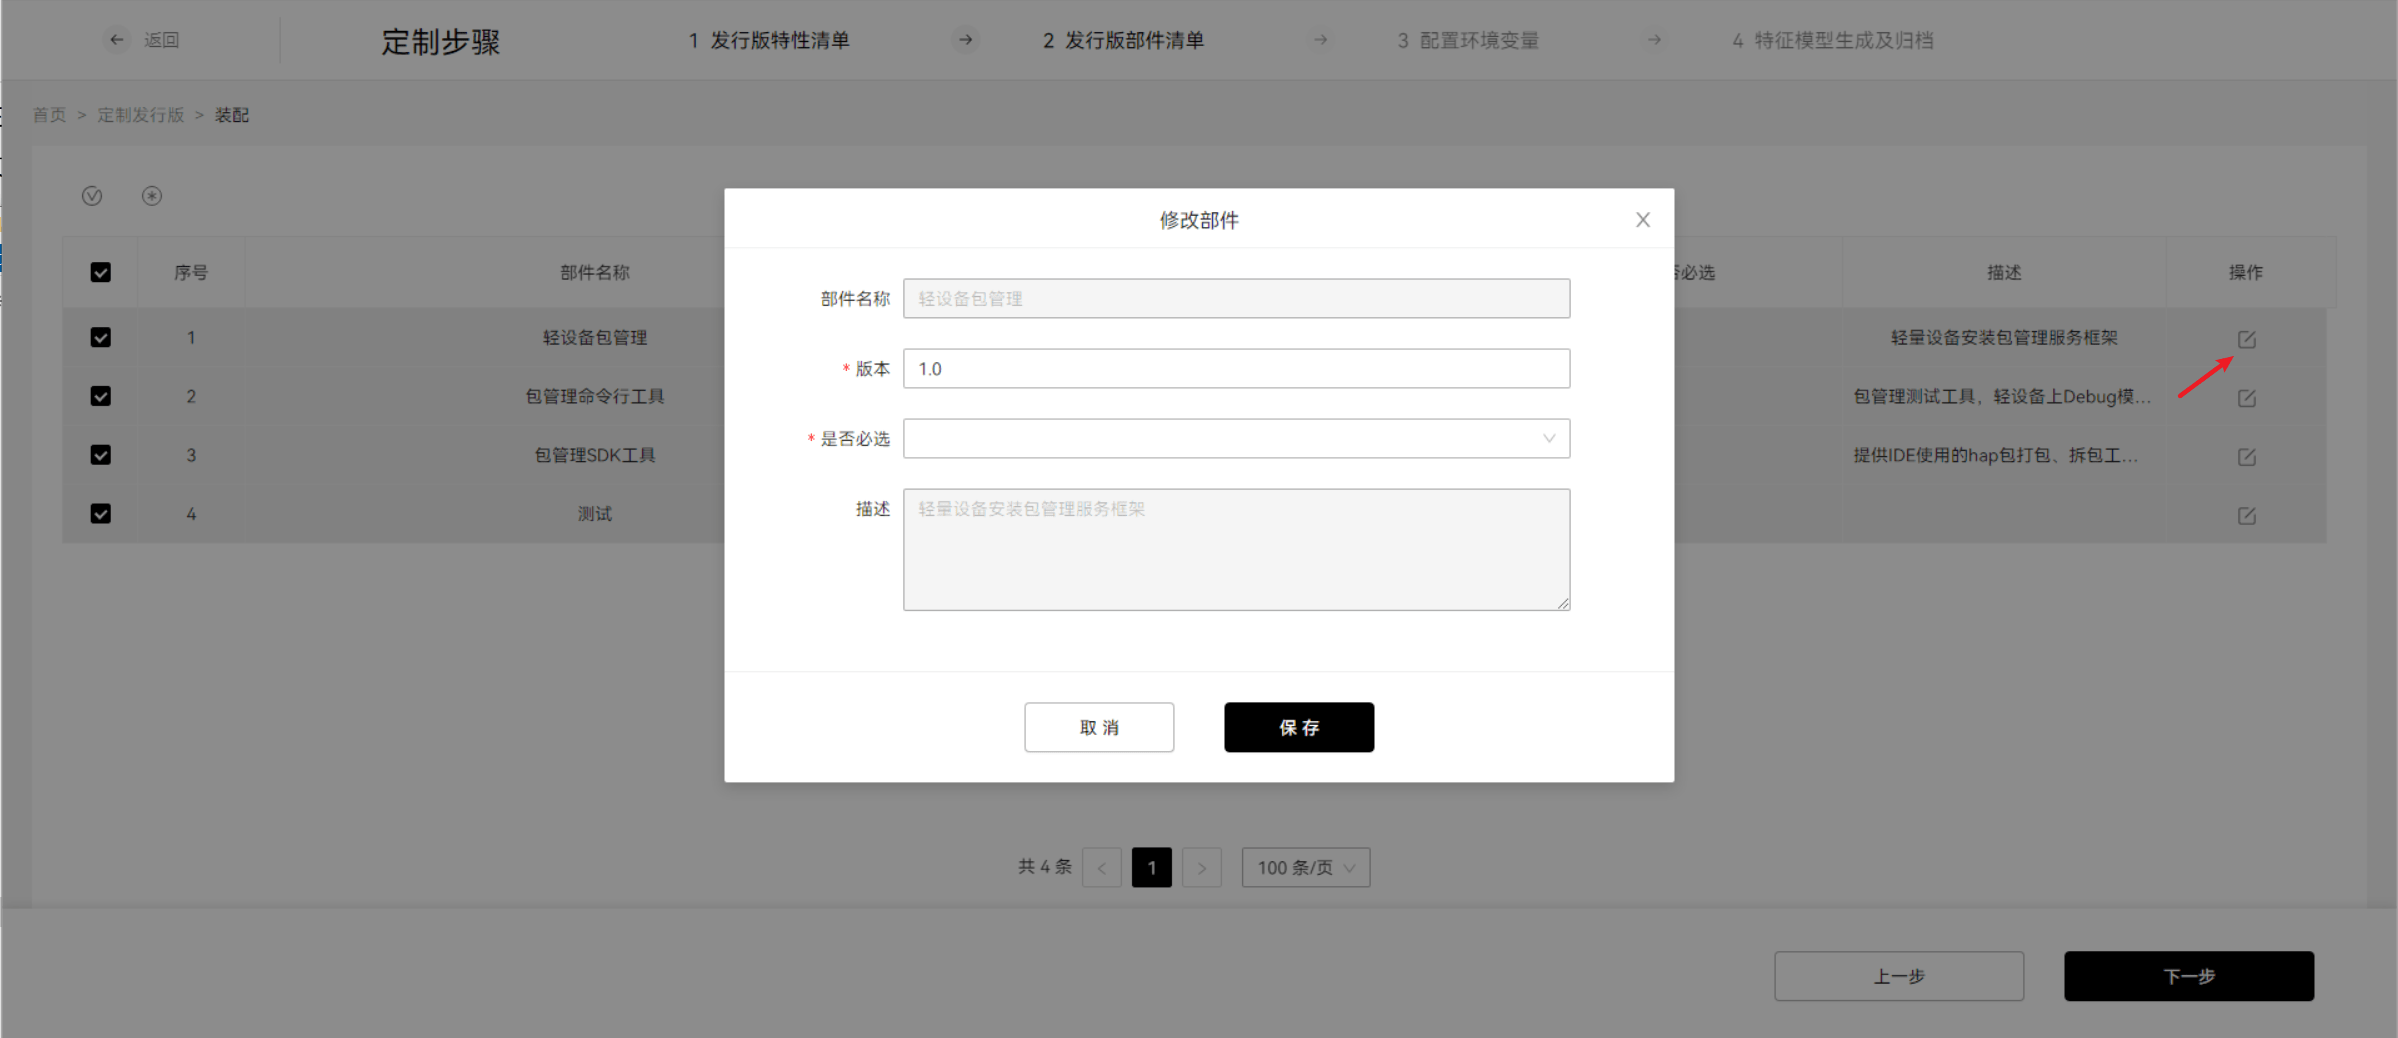 返回
定制步骤
1 发行版特性清单
2 发行版部件清单
3 配置环境变量
4 特征模型生成及归档
首页 > 定制发行版 > 装配
修改部件
序号
部件名称
必选
描述
操作
部件名称
轻设备包管理
* 版本
1.0
* 是否必选
描述
轻量设备安装包管理服务框架
取 消
保 存
1
轻设备包管理
轻量设备安装包管理服务框架
2
包管理命令行工具
包管理测试工具，轻设备上Debug模...
3
包管理SDK工具
提供IDE使用的hap包打包、拆包工...
4
测试
共 4 条
<
1
>
100 条/页
上一步
下一步